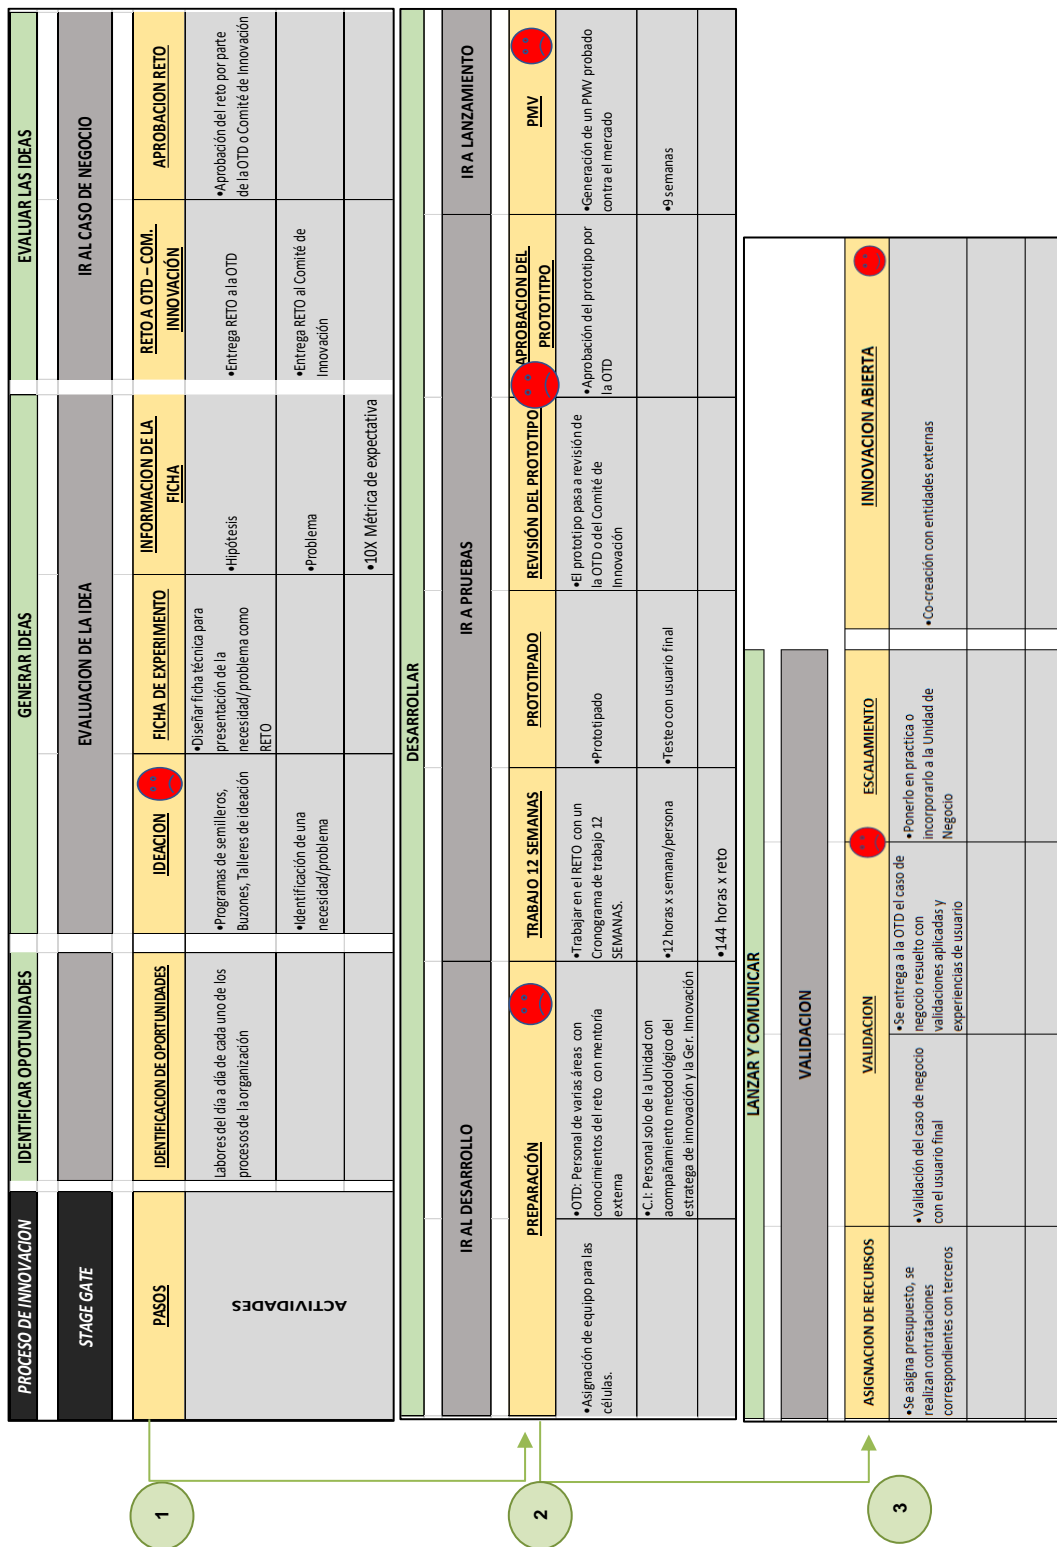 PROCESO DE INNOVACION
IDENTIFICAR OPOTUNIDADES
GENERAR IDEAS
EVALUAR LAS IDEAS
STAGE GATE
EVALUACION DE LA IDEA
IR AL CASO DE NEGOCIO
PASOS
IDENTIFICACION DE OPORTUNIDADES
IDEACION
FICHA DE EXPERIMENTO
INFORMACION DE LA
FICHA
RETO A OTD – COM.
INNOVACIÓN
APROBACION RETO
ACTIVIDADES
Labores del día a día de cada uno de los
procesos de la organización
•Programas de semilleros,
Buzones, Talleres de ideación
•Identificación de una
necesidad/problema
•Diseñar ficha técnica para
presentación de la
necesidad/problema como
RETO
•Hipótesis
•Problema
•10X Métrica de expectativa
•Entrega RETO a la OTD
•Entrega RETO al Comité de
Innovación
•Aprobación del reto por parte
de la OTD o Comité de Innovación
1
DESARROLLAR
IR AL DESARROLLO
IR A PRUEBAS
IR A LANZAMIENTO
PREPARACIÓN
TRABAJO 12 SEMANAS
PROTOTIPADO
REVISIÓN DEL PROTOTIPO
APROBACION DEL
PROTOTITPO
PMV
•Asignación de equipo para las
células.
•OTD: Personal de varias áreas con
conocimientos del reto con mentoría
externa
•C.I: Personal solo de la Unidad con
acompañamiento metodológico del
estratega de innovación y la Ger. Innovación
•Trabajar en el RETO con un
Cronograma de trabajo 12
SEMANAS.
•12 horas x semana/persona
•144 horas x reto
•Prototipado
•Testeo con usuario final
•El prototipo pasa a revisión de
la OTD o del Comité de
Innovación
•Aprobación del prototipo por
la OTD
•Generación de un PMV probado
contra el mercado
•9 semanas
2
LANZAR Y COMUNICAR
VALIDACION
ASIGNACION DE RECURSOS
VALIDACION
ESCALAMIENTO
INNOVACION ABIERTA
•Se asigna presupuesto, se
realizan contrataciones
correspondientes con terceros
•Validación del caso de negocio
con el usuario final
•Se entrega a la OTD el caso de
negocio resuelto con
validaciones aplicadas y
experiencias de usuario
•Ponerlo en practica o
incorporarlo a la Unidad de
Negocio
•Co-creación con entidades externas
3